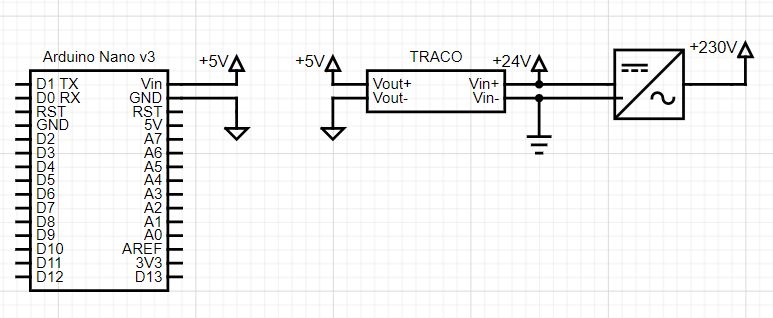 Arduino Nano v3
D1 TX
D0 RX
RST
GND
D2
D3
D4
D5
D6
D7
D8
D9
D10
D11
D12
Vin
GND
RST
5V
A7
A6
A5
A4
A3
A2
A1
A0
AREF
3V3
D13
+5V
+5V
TRACO
Vout+
Vout-
Vin+
Vin-
+24V
+230V